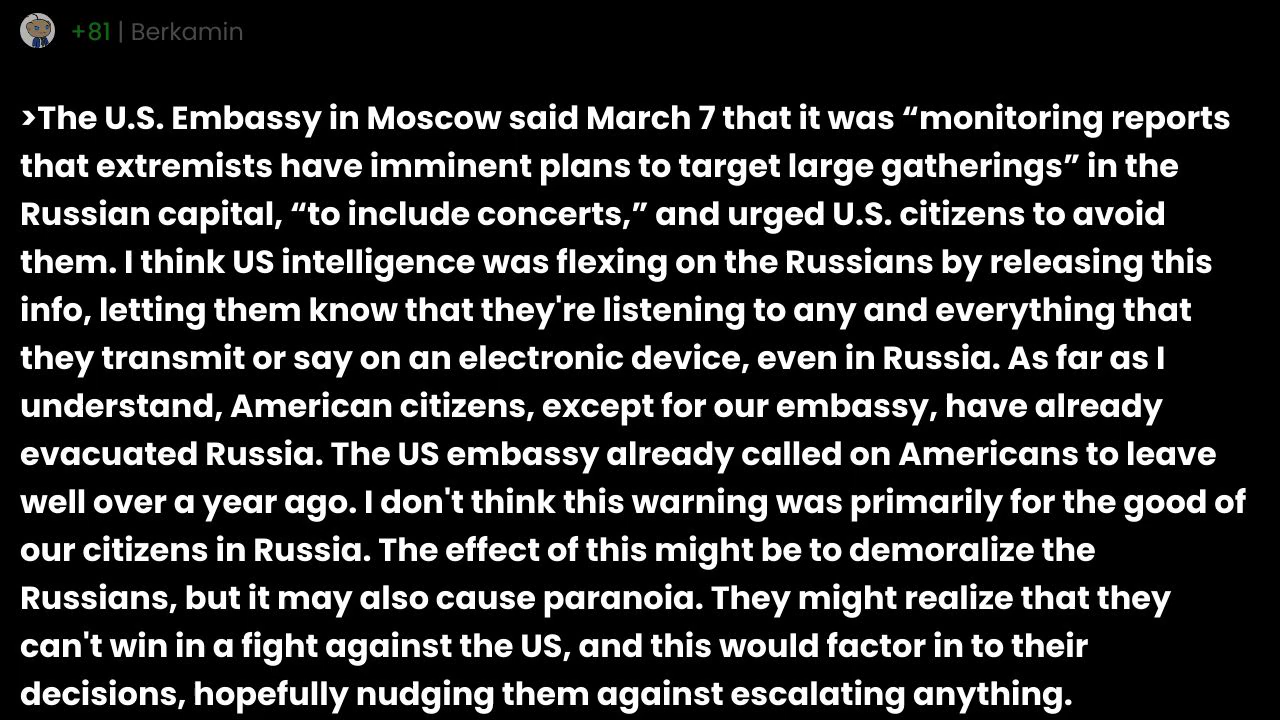 +81 | Berkamin
>The U.S. Embassy in Moscow said March 7 that it was “monitoring reports
that extremists have imminent plans to target large gatherings” in the
Russian capital, “to include concerts,” and urged U.S. citizens to avoid
them. I think US intelligence was flexing on the Russians by releasing this
info, letting them know that they're listening to any and everything that
they transmit or say on an electronic device, even in Russia. As far as I
understand, American citizens, except for our embassy, have already
evacuated Russia. The US embassy already called on Americans to leave
well over a year ago. I don't think this warning was primarily for the good of
our citizens in Russia. The effect of this might be to demoralize the
Russians, but it may also cause paranoia. They might realize that they
can't win in a fight against the US, and this would factor in to their
decisions, hopefully nudging them against escalating anything.